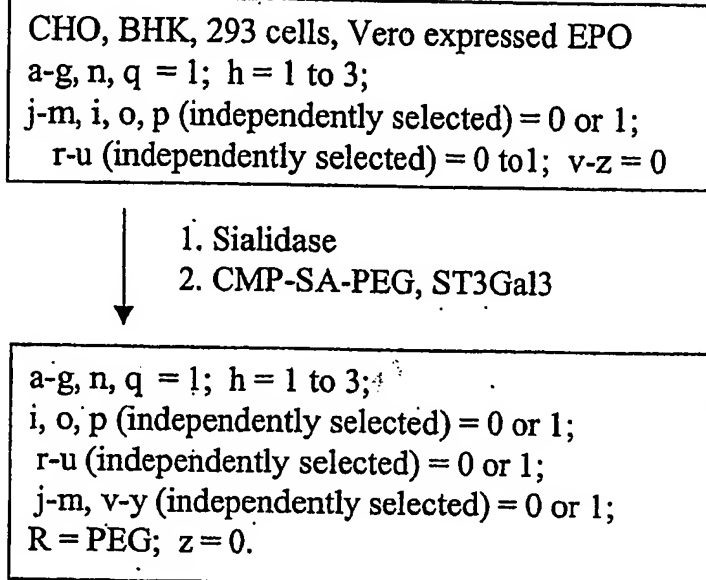 CHO, BHK, 293 cells, Vero expressed EPO
a-g, n, q = 1; h = 1 to 3;
j-m, i, o, p (independently selected) = 0 or 1;
r-u (independently selected) = 0 to1; v-z = 0
1. Sialidase
2. CMP-SA-PEG, ST3Gal3
a-g, n, q = 1; h = 1 to 3;
i, o, p (independently selected) = 0 or 1;
r-u (independently selected) = 0 or 1;
j-m, v-y (independently selected) = 0 or 1;
R = PEG; z = 0.